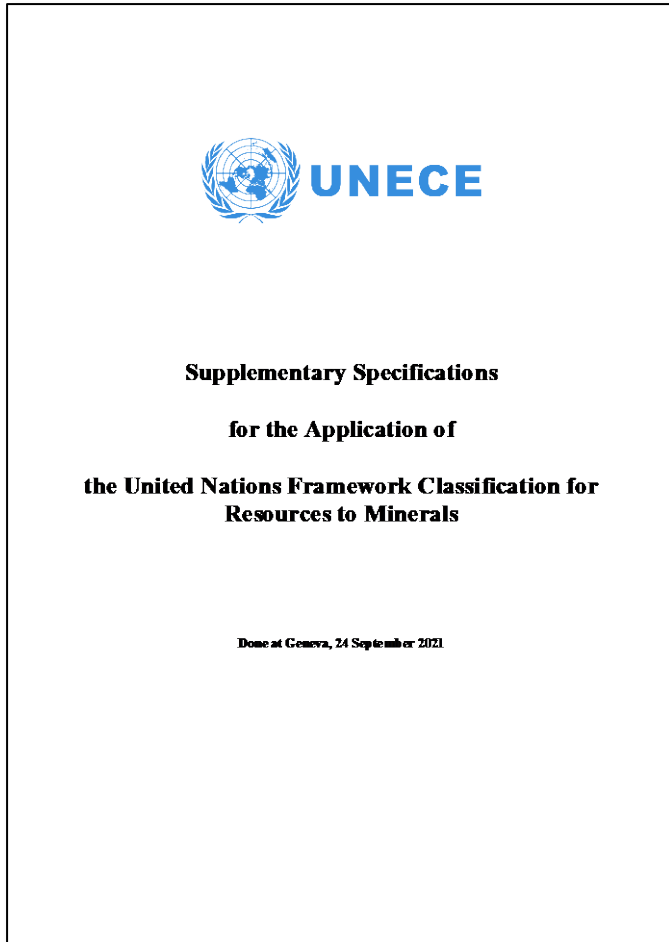 UNECE
Supplementary Specifications
for the Application of
the United Nations Framework Classification for
Resources to Minerals
Done at Geneva, 24 September 2021